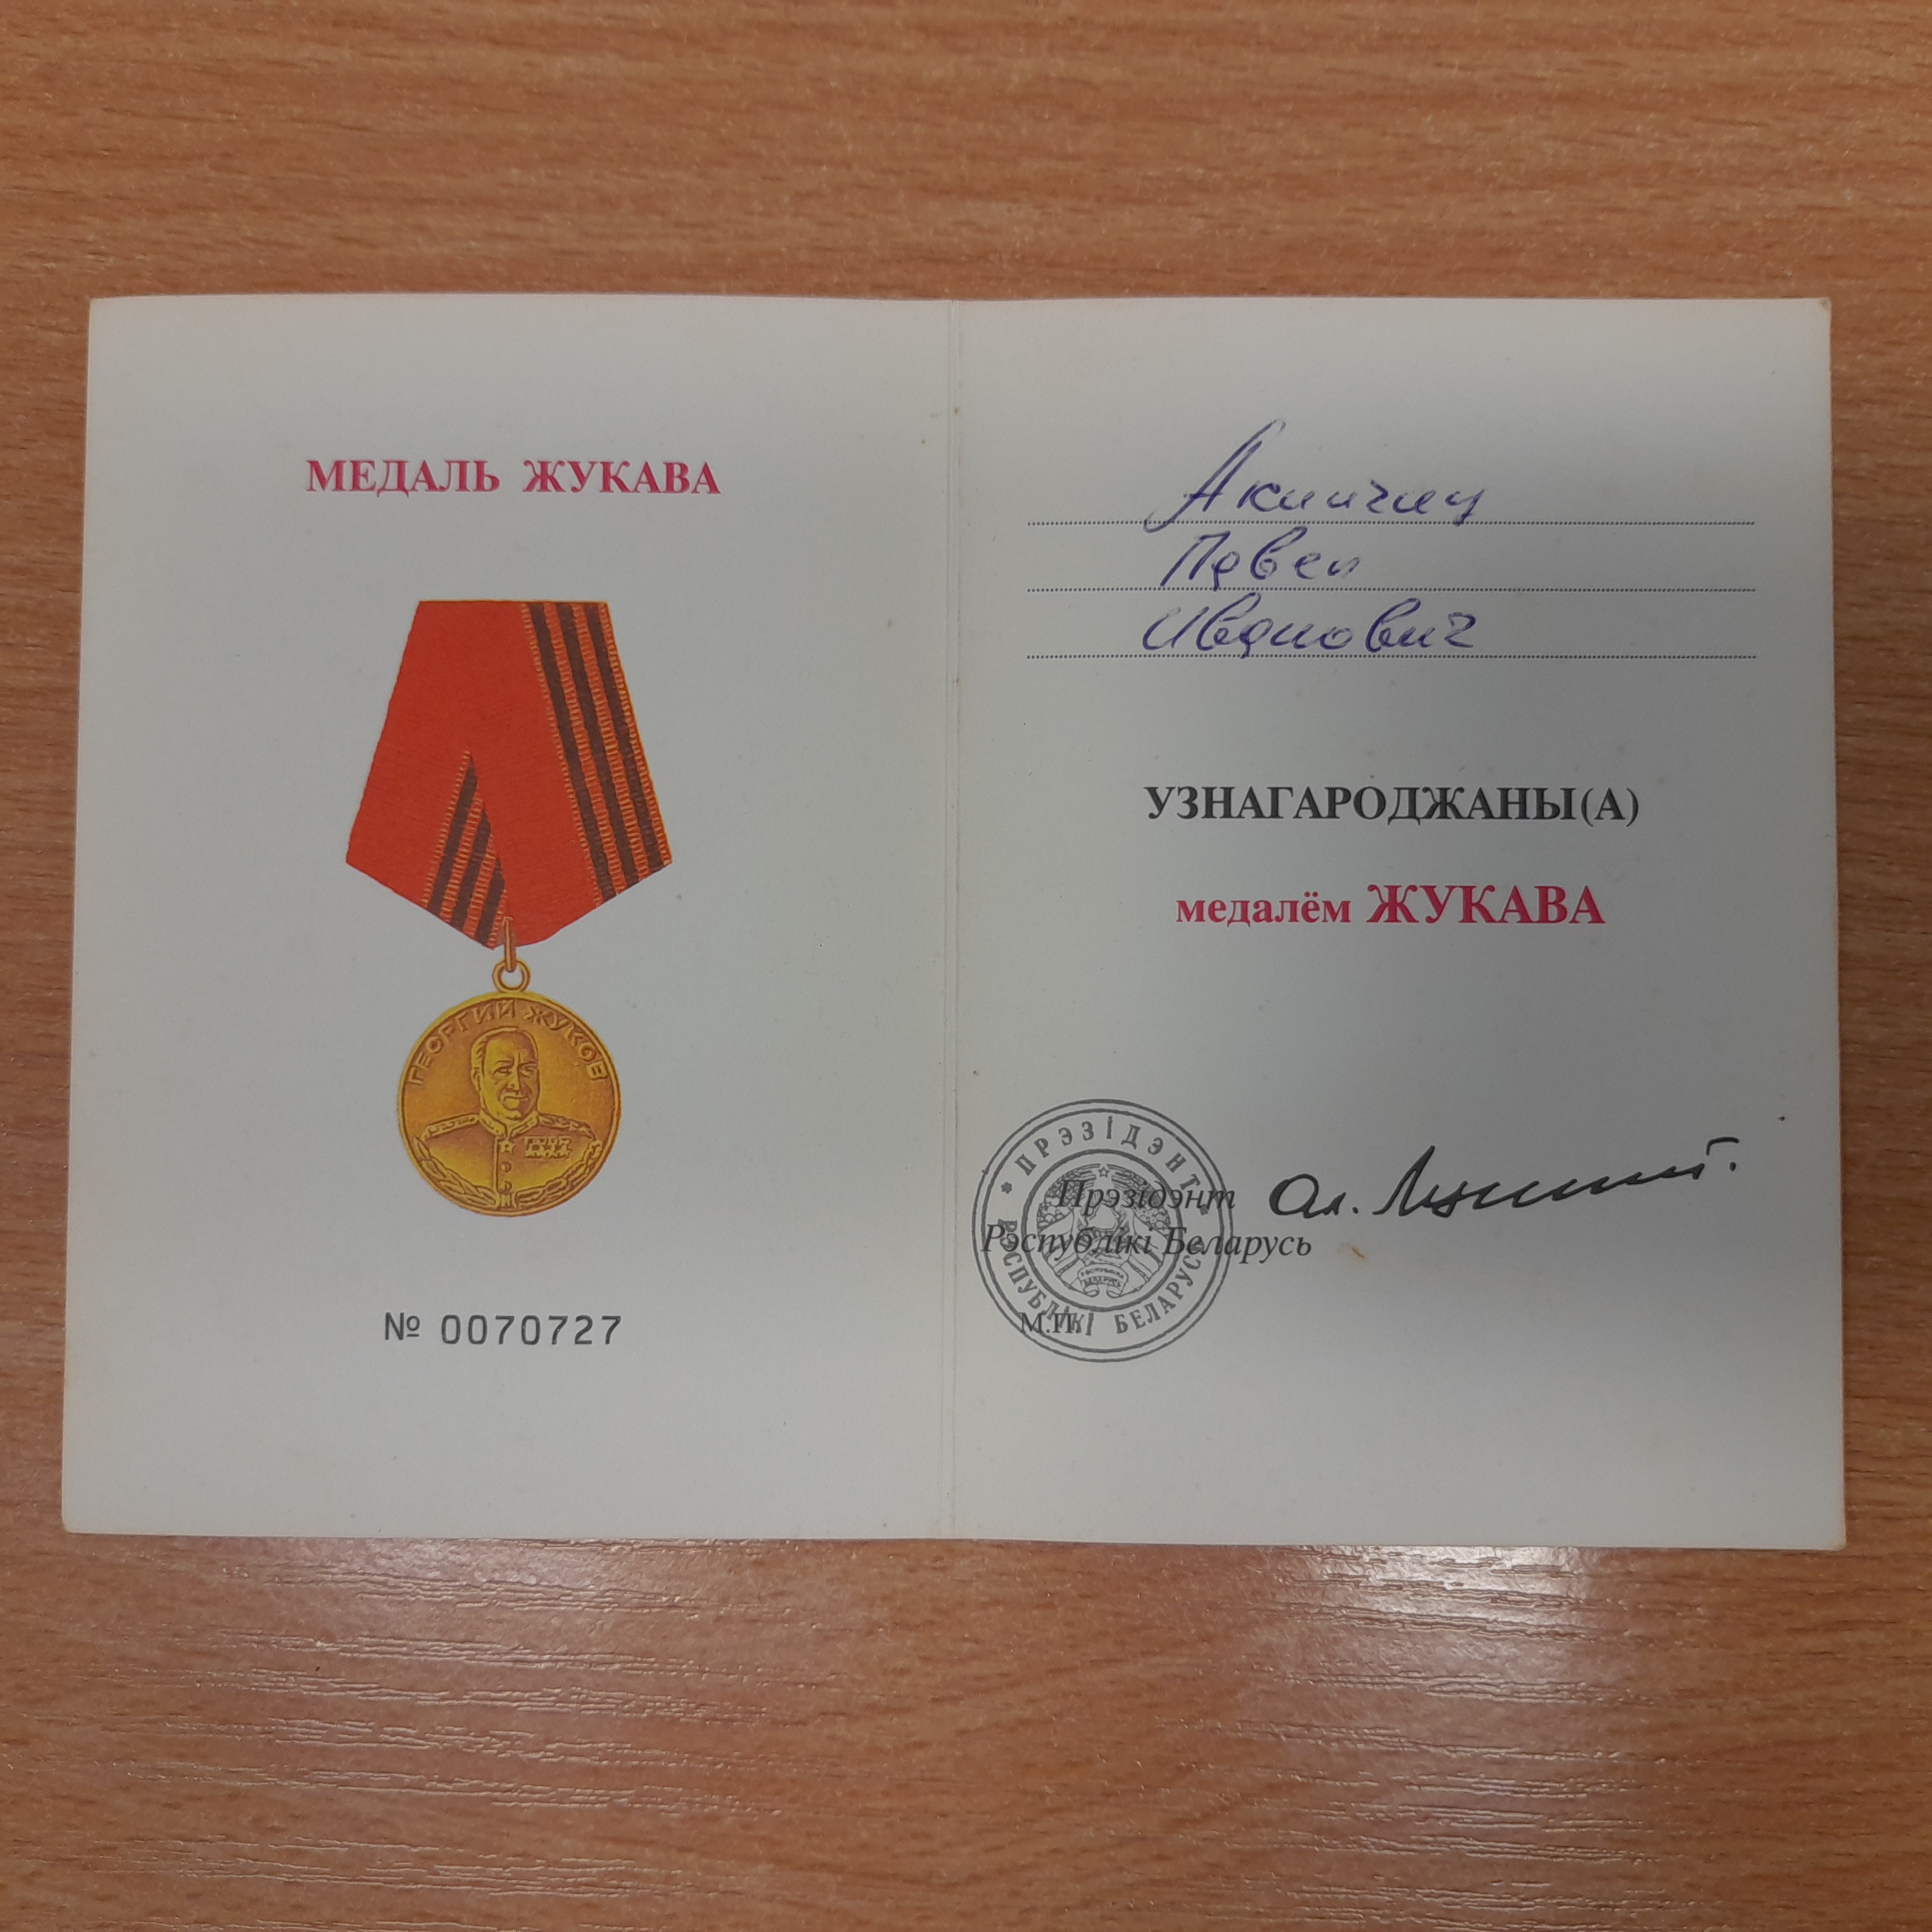 МЕДАЛЬ ЖУКАВА
ГЕОРГИЙ ЖУКОВ
№ 0070727
Акинчиц
Павел
Иванович
УЗНАГАРОДЖАНЫ(А)
медалём ЖУКАВА
Прэзідэнт
Рэспублікі Беларусь
М.П.
ПРЭЗІДЭНТ
РЭСПУБЛІКІ БЕЛАРУСЬ